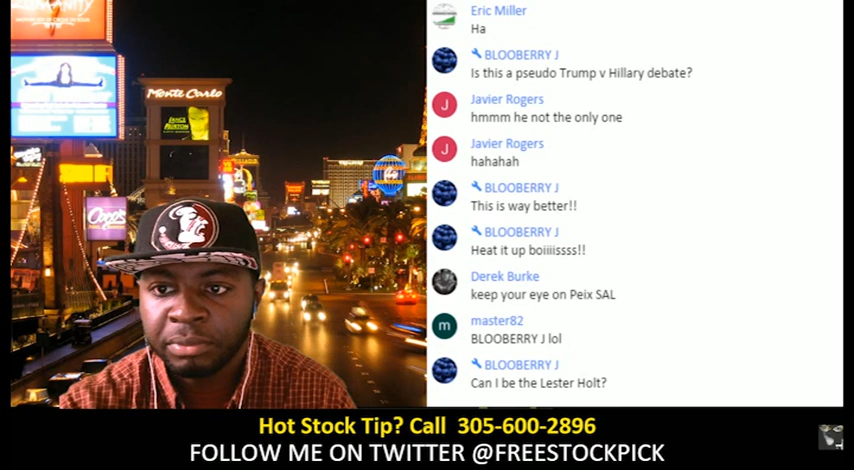 Monte Carlo
LANCE
BURTON
Eric Miller
Ha
BLOOBERRY J
Is this a pseudo Trump v Hillary debate?
Javier Rogers
hmmm he not the only one
Javier Rogers
hahahah
BLOOBERRY J
This is way better!!
BLOOBERRY J
Heat it up boiiiissss!!
Derek Burke
keep your eye on Peix SAL
m
master82
BLOOBERRY J lol
BLOOBERRY J
Can I be the Lester Holt?
Hot Stock Tip? Call 305-600-2896
FOLLOW ME ON TWITTER @FREESTOCKPICK